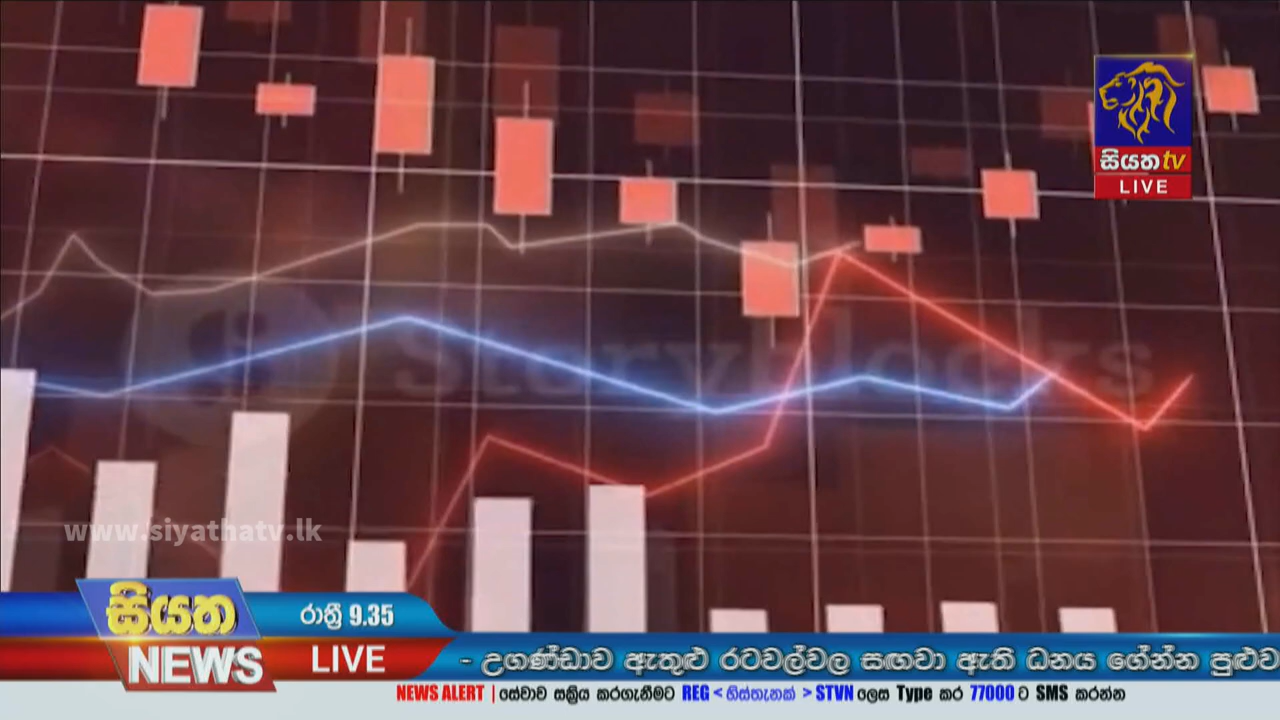 සියත tv
LIVE
Storyblocks
www.siyathatv.lk
සියත
NEWS
රාත්‍රී 9.35
LIVE
- උගණ්ඩාව ඇතුළු රටවල්වල සඟවා ඇති ධනය ගේන්න පුළුව
NEWS ALERT | සේවාව සක්‍රීය කරගැනීමට REG < හිස්තැනක් > STVN ලෙස Type කර 77000 ට SMS කරන්න